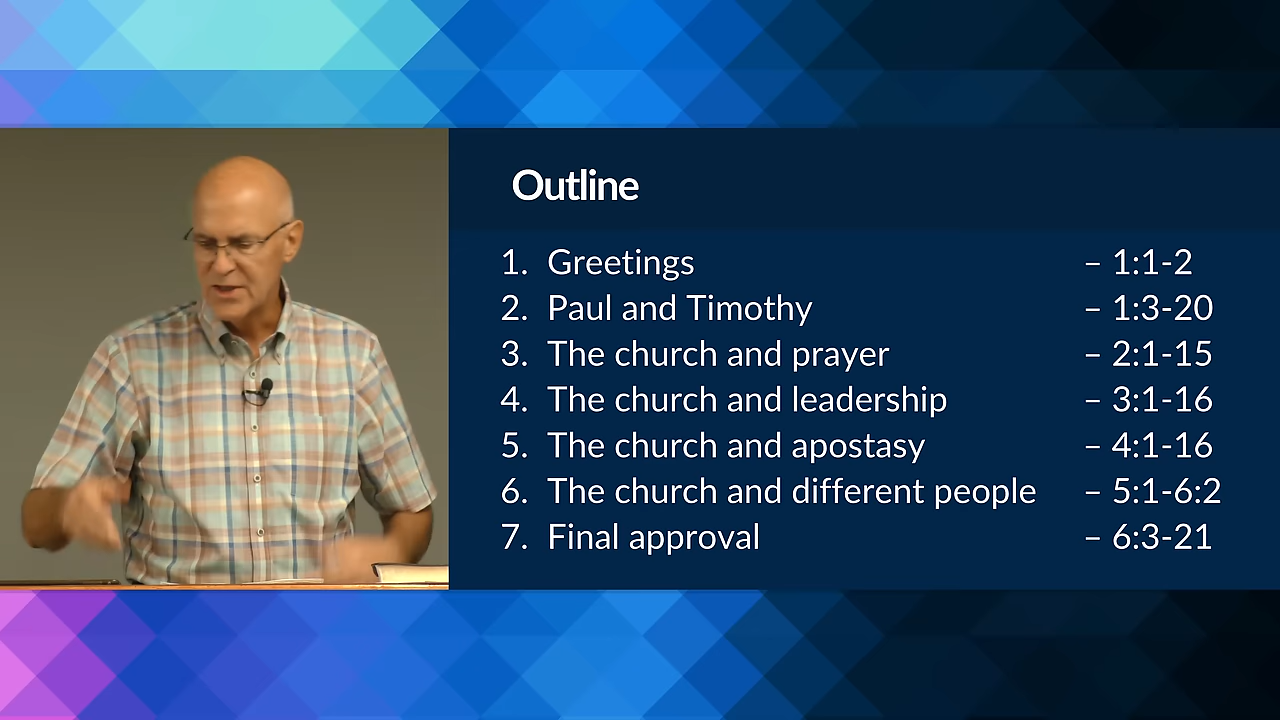 Outline
1. Greetings – 1:1-2
2. Paul and Timothy – 1:3-20
3. The church and prayer – 2:1-15
4. The church and leadership – 3:1-16
5. The church and apostasy – 4:1-16
6. The church and different people – 5:1-6:2
7. Final approval – 6:3-21